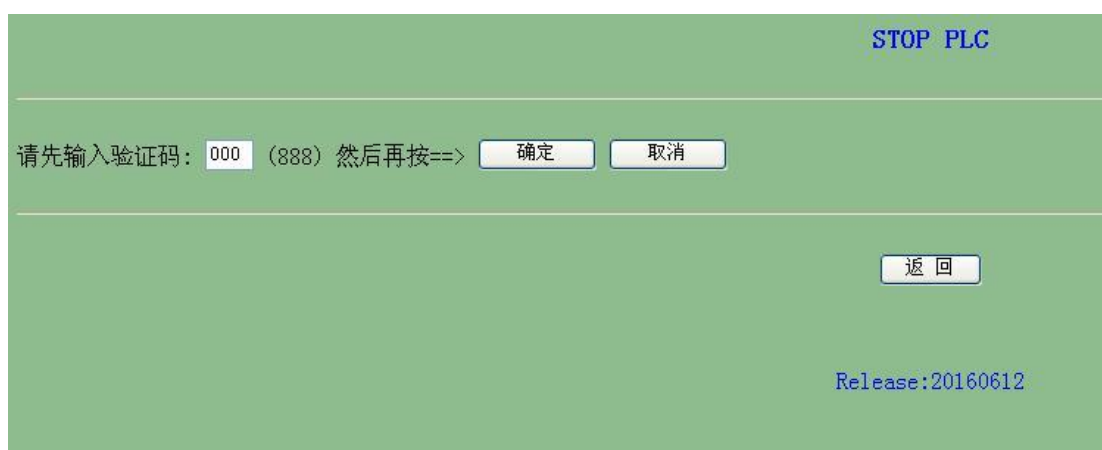 STOP PLC
请先输入验证码: 000 (888) 然后再按==> 确定 取消
返 回
Release:20160612